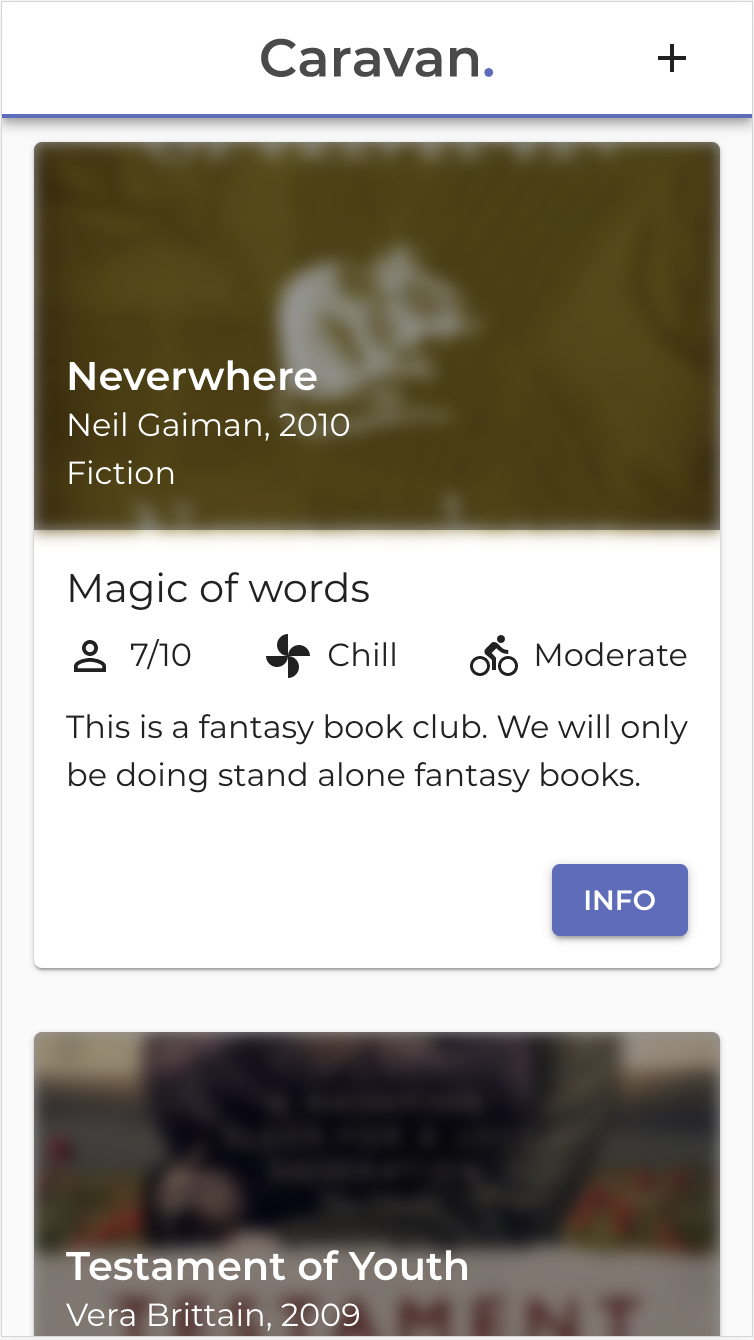 Caravan.
Neverwhere
Neil Gaiman, 2010
Fiction
Magic of words
7/10
Chill
Moderate
This is a fantasy book club. We will only
be doing stand alone fantasy books.
INFO
Testament of Youth
Vera Brittain, 2009
TESTAMENT